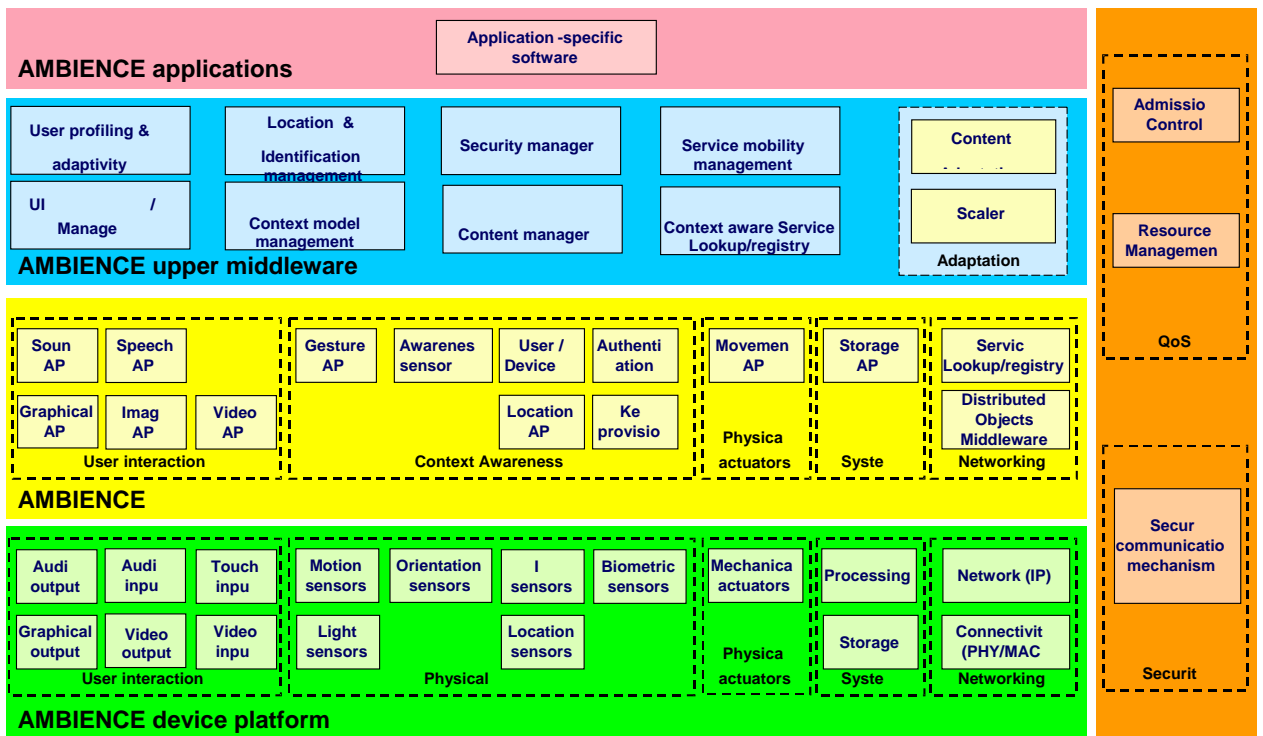 Application -specific
software
AMBIENCE applications
User profiling &
adaptivity
Location &
Identification
management
Security manager
Service mobility
management
Content
UI /
Manage
Context model
management
Content manager
Context aware Service
Lookup/registry
Scaler
Adaptation
AMBIENCE upper middleware
Soun
AP
Speech
AP
Gesture
AP
Awarenes
sensor
User /
Device
Authenti
ation
Movemen
AP
Storage
AP
Servic
Lookup/registry
Graphical
AP
Imag
AP
Video
AP
Location
AP
Ke
provisio
Distributed
Objects
Middleware
User interaction
Context Awareness
Physica
actuators
Syste
Networking
AMBIENCE
Audi
output
Audi
inpu
Touch
inpu
Motion
sensors
Orientation
sensors
I
sensors
Biometric
sensors
Mechanica
actuators
Processing
Network (IP)
Graphical
output
Video
output
Video
inpu
Light
sensors
Location
sensors
Storage
Connectivit
(PHY/MAC
User interaction
Physical
Physica
actuators
Syste
Networking
AMBIENCE device platform
Admissio
Control
Resource
Managemen
QoS
Secur
communicatio
mechanism
Securit